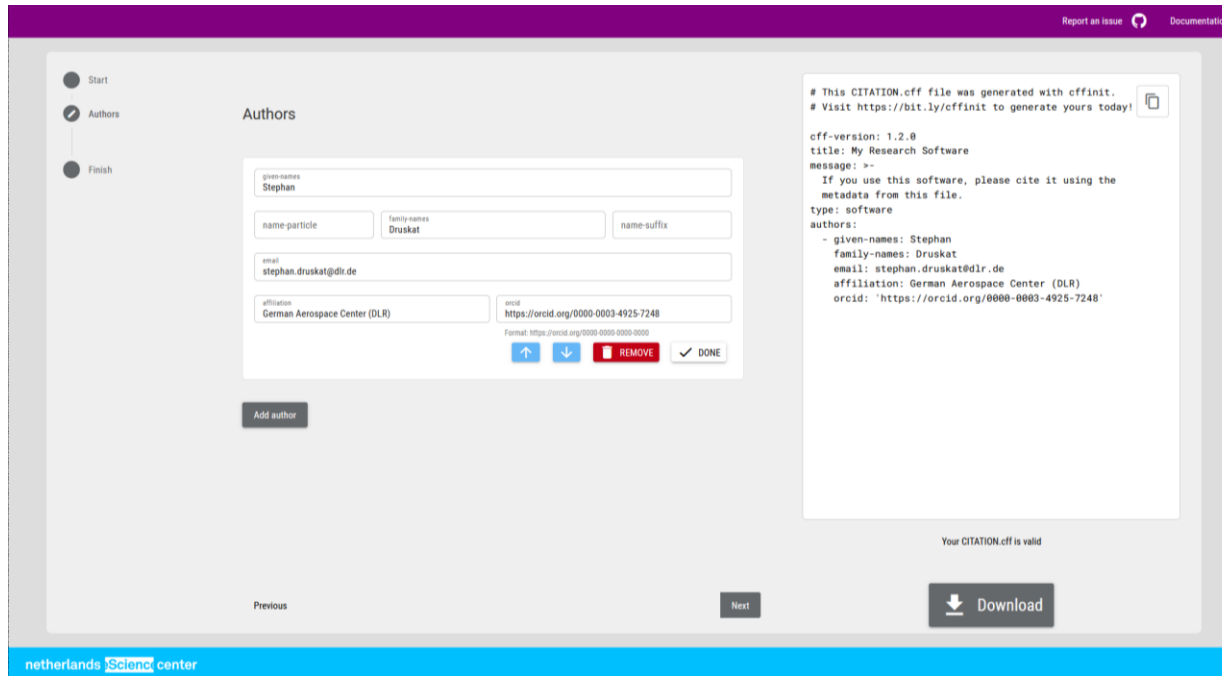 Report an issue
Documentatio
Start
Authors
Finish
Authors
given-names
Stephan
name-particle
family-names
Druskat
name-suffix
email
stephan.druskat@dlr.de
affiliation
German Aerospace Center (DLR)
orcid
https://orcid.org/0000-0003-4925-7248
Format: https://orcid.org/0000-0000-0000-0000
REMOVE
DONE
Add author
Previous
Next
# This CITATION.cff file was generated with cffinit.
# Visit https://bit.ly/cffinit to generate yours today!
cff-version: 1.2.0
title: My Research Software
message: >-
  If you use this software, please cite it using the
  metadata from this file.
type: software
authors:
  - given-names: Stephan
    family-names: Druskat
    email: stephan.druskat@dlr.de
    affiliation: German Aerospace Center (DLR)
    orcid: 'https://orcid.org/0000-0003-4925-7248'
Your CITATION.cff is valid
Download
netherlands eScience center